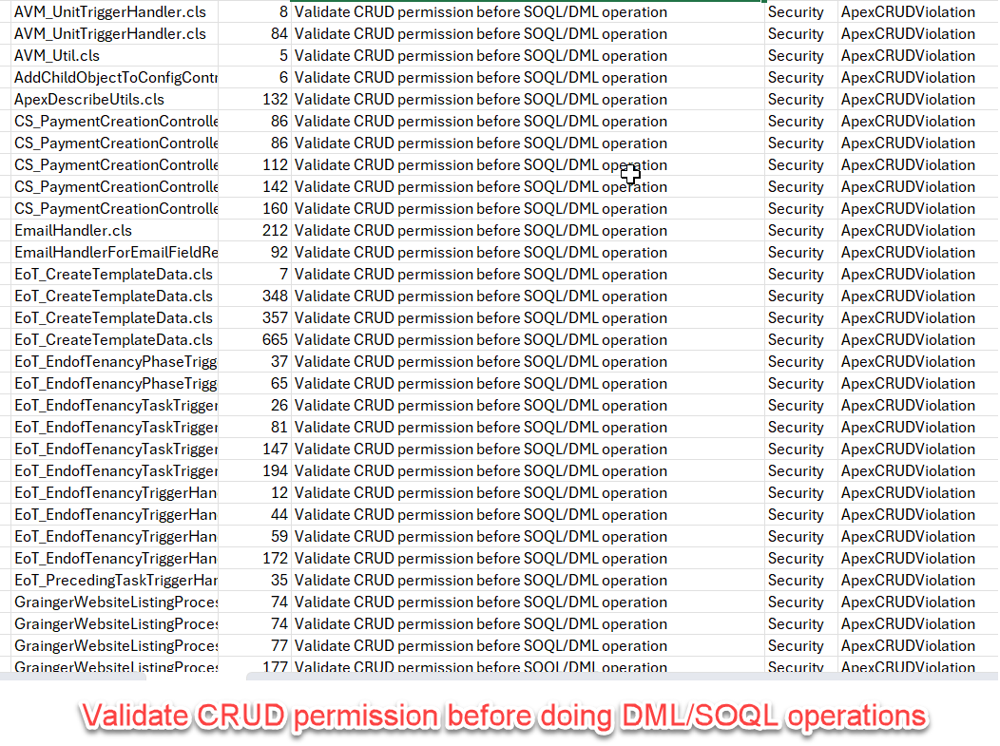 AVM_UnitTriggerHandler.cls 8 Validate CRUD permission before SOQL/DML operation Security ApexCRUDViolation
AVM_UnitTriggerHandler.cls 84 Validate CRUD permission before SOQL/DML operation Security ApexCRUDViolation
AVM_Util.cls 5 Validate CRUD permission before SOQL/DML operation Security ApexCRUDViolation
AddChildObjectToConfigContr 6 Validate CRUD permission before SOQL/DML operation Security ApexCRUDViolation
ApexDescribeUtils.cls 132 Validate CRUD permission before SOQL/DML operation Security ApexCRUDViolation
CS_PaymentCreationControlle 86 Validate CRUD permission before SOQL/DML operation Security ApexCRUDViolation
CS_PaymentCreationControlle 86 Validate CRUD permission before SOQL/DML operation Security ApexCRUDViolation
CS_PaymentCreationControlle 112 Validate CRUD permission before SOQL/DML operation Security ApexCRUDViolation
CS_PaymentCreationControlle 142 Validate CRUD permission before SOQL/DML operation Security ApexCRUDViolation
CS_PaymentCreationControlle 160 Validate CRUD permission before SOQL/DML operation Security ApexCRUDViolation
EmailHandler.cls 212 Validate CRUD permission before SOQL/DML operation Security ApexCRUDViolation
EmailHandlerForEmailFieldRe 92 Validate CRUD permission before SOQL/DML operation Security ApexCRUDViolation
EoT_CreateTemplateData.cls 7 Validate CRUD permission before SOQL/DML operation Security ApexCRUDViolation
EoT_CreateTemplateData.cls 348 Validate CRUD permission before SOQL/DML operation Security ApexCRUDViolation
EoT_CreateTemplateData.cls 357 Validate CRUD permission before SOQL/DML operation Security ApexCRUDViolation
EoT_CreateTemplateData.cls 665 Validate CRUD permission before SOQL/DML operation Security ApexCRUDViolation
EoT_EndofTenancyPhaseTrigg 37 Validate CRUD permission before SOQL/DML operation Security ApexCRUDViolation
EoT_EndofTenancyPhaseTrigg 65 Validate CRUD permission before SOQL/DML operation Security ApexCRUDViolation
EoT_EndofTenancyTaskTrigger 26 Validate CRUD permission before SOQL/DML operation Security ApexCRUDViolation
EoT_EndofTenancyTaskTrigger 81 Validate CRUD permission before SOQL/DML operation Security ApexCRUDViolation
EoT_EndofTenancyTaskTrigger 147 Validate CRUD permission before SOQL/DML operation Security ApexCRUDViolation
EoT_EndofTenancyTaskTrigger 194 Validate CRUD permission before SOQL/DML operation Security ApexCRUDViolation
EoT_EndofTenancyTriggerHan 12 Validate CRUD permission before SOQL/DML operation Security ApexCRUDViolation
EoT_EndofTenancyTriggerHan 44 Validate CRUD permission before SOQL/DML operation Security ApexCRUDViolation
EoT_EndofTenancyTriggerHan 59 Validate CRUD permission before SOQL/DML operation Security ApexCRUDViolation
EoT_EndofTenancyTriggerHan 172 Validate CRUD permission before SOQL/DML operation Security ApexCRUDViolation
EoT_PrecedingTaskTriggerHar 35 Validate CRUD permission before SOQL/DML operation Security ApexCRUDViolation
GraingerWebsiteListingProces 74 Validate CRUD permission before SOQL/DML operation Security ApexCRUDViolation
GraingerWebsiteListingProces 74 Validate CRUD permission before SOQL/DML operation Security ApexCRUDViolation
GraingerWebsiteListingProces 77 Validate CRUD permission before SOQL/DML operation Security ApexCRUDViolation
GraingerWebsiteListingProces 177 Validate CRUD permission before SOQL/DML operation Security ApexCRUDViolation
Validate CRUD permission before doing DML/SOQL operations